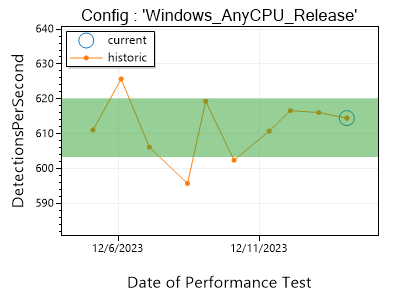 Config : 'Windows_AnyCPU_Release'
current
historic
DetectionsPerSecond
640
620
610
600
590
12/6/2023
12/11/2023
Date of Performance Test